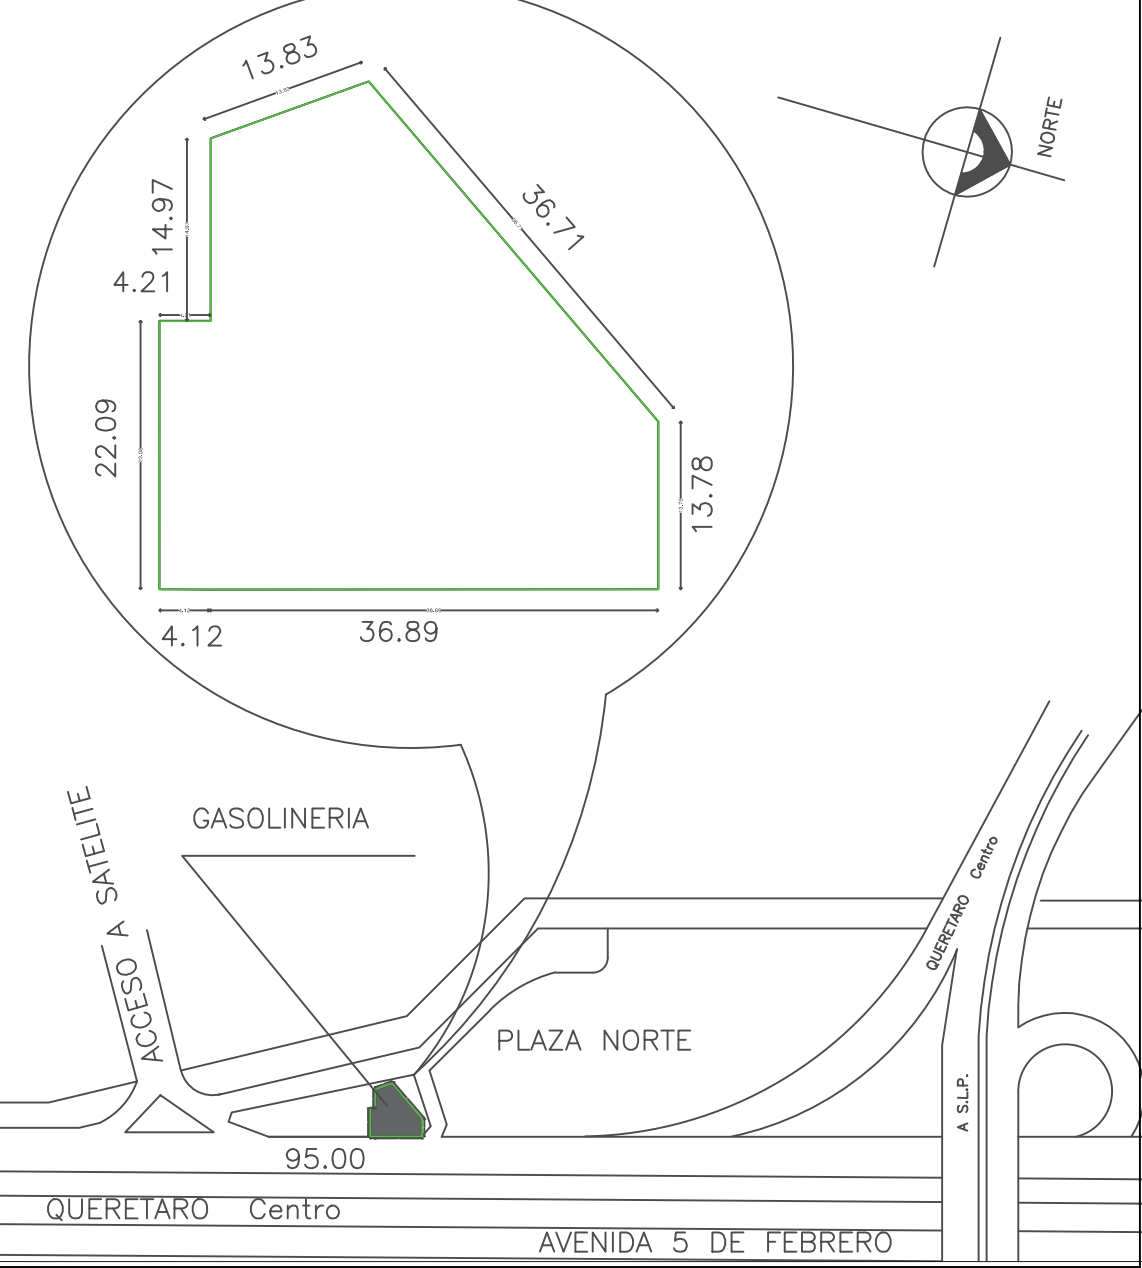 13.83
NORTE
14.97
36.71
4.21
22.09
13.78
4.12
36.89
GASOLINERIA
ACCESO A SATELITE
QUERETARO Centro
PLAZA NORTE
A S.L.P.
95.00
QUERETARO Centro
AVENIDA 5 DE FEBRERO